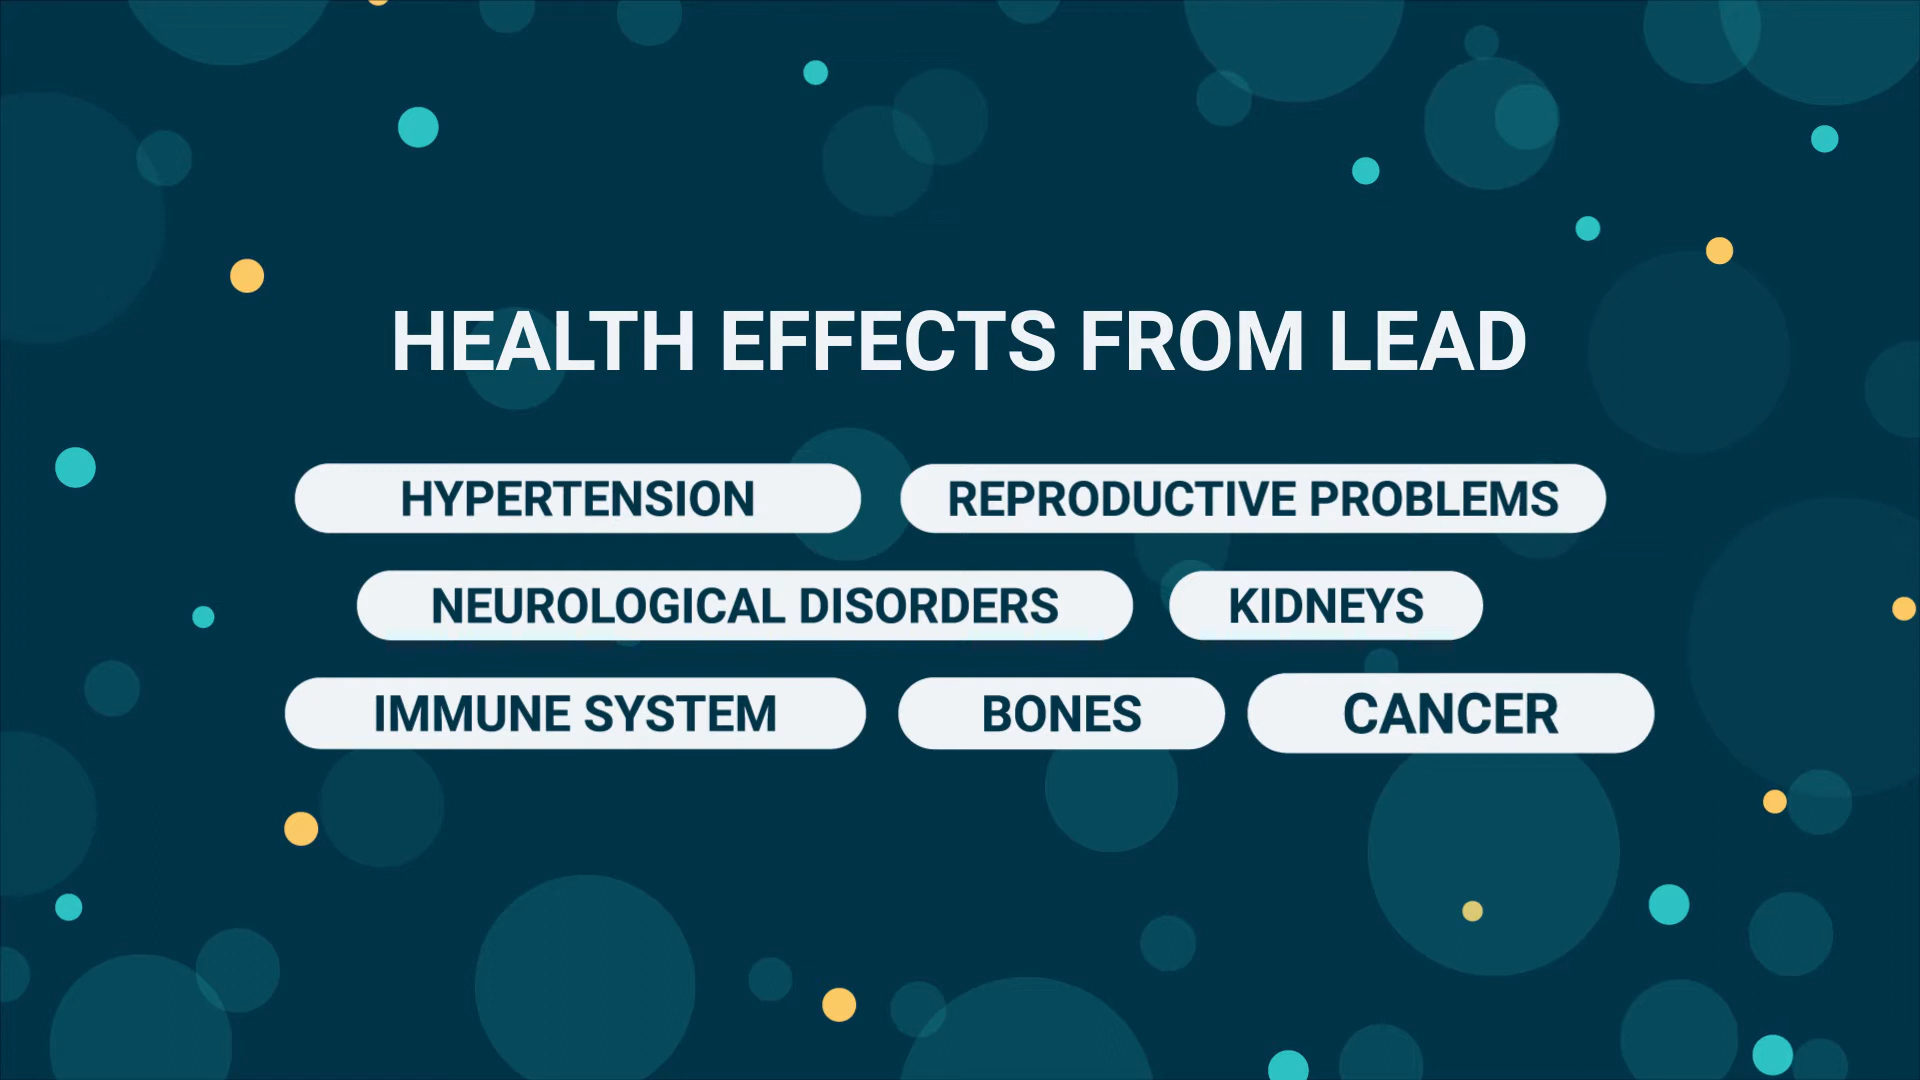 HEALTH EFFECTS FROM LEAD
HYPERTENSION REPRODUCTIVE PROBLEMS
NEUROLOGICAL DISORDERS KIDNEYS
IMMUNE SYSTEM BONES CANCER